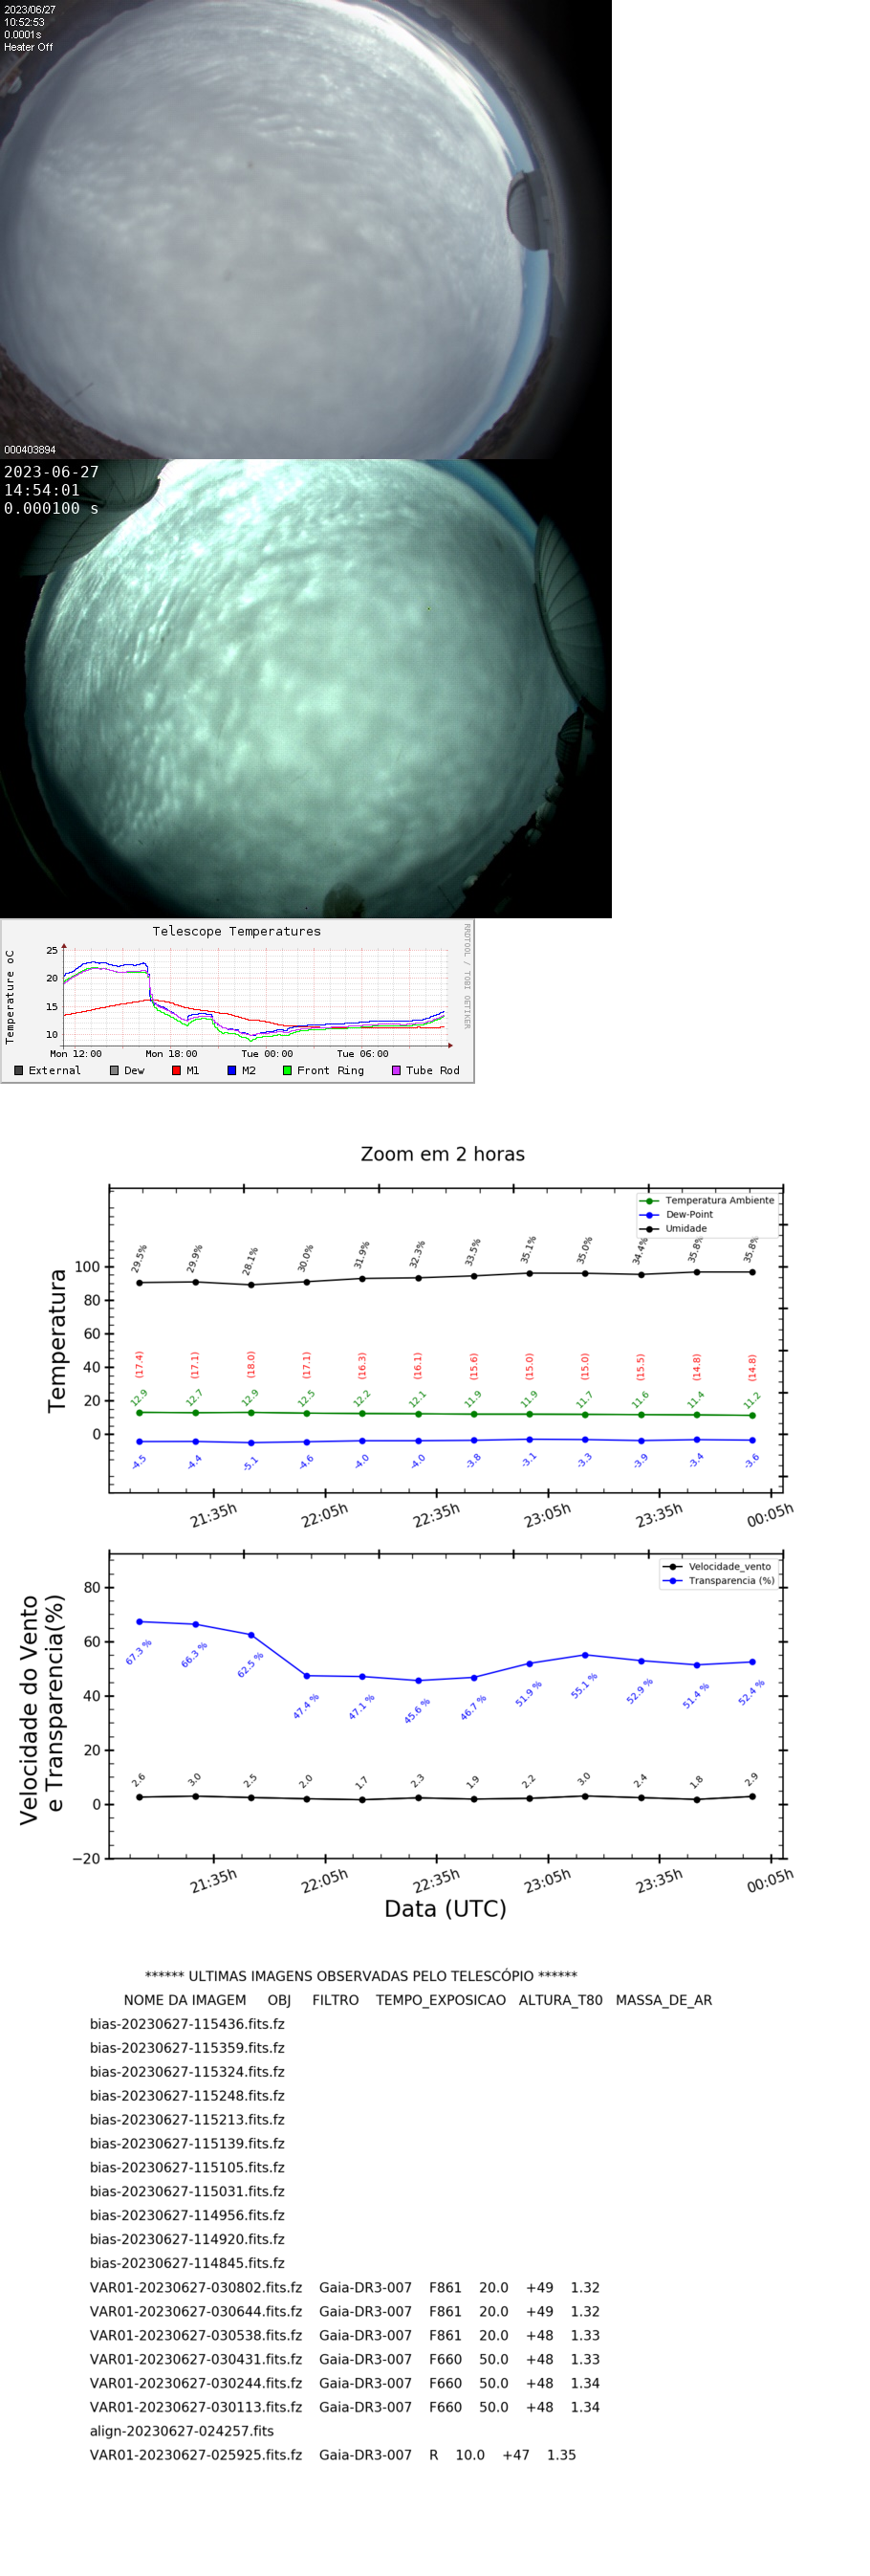 2023/06/27
10:52:53
0.0001s
Heater Off
000403894
2023-06-27
14:54:01
0.000100 s
Telescope Temperatures
RRDTOOL / TOBI OETIKER
Temperature oC
25
20
15
10
Mon 12:00 Mon 18:00 Tue 00:00 Tue 06:00
External Dew M1 M2 Front Ring Tube Rod
Zoom em 2 horas
Temperatura Ambiente
Dew-Point
Umidade
Temperatura
100
80
60
40
20
0
29.5% 29.9% 28.1% 30.0% 31.9% 32.3% 33.5% 35.1% 35.0% 34.4% 35.8% 35.8%
(17.4) (17.1) (18.0) (17.1) (16.3) (16.1) (15.6) (15.0) (15.0) (15.5) (14.8) (14.8)
12.9 12.7 12.9 12.5 12.2 12.1 11.9 11.9 11.7 11.6 11.4 11.2
-4.5 -4.4 -5.1 -4.6 -4.0 -4.0 -3.8 -3.1 -3.3 -3.9 -3.4 -3.6
21:35h 22:05h 22:35h 23:05h 23:35h 00:05h
Velocidade_vento
Transparencia (%)
Velocidade do Vento
e Transparencia(%)
80
60
40
20
0
−20
67.3 % 66.3 % 62.5 % 47.4 % 47.1 % 45.6 % 46.7 % 51.9 % 55.1 % 52.9 % 51.4 % 52.4 %
2.6 3.0 2.5 2.0 1.7 2.3 1.9 2.2 3.0 2.4 1.8 2.9
21:35h 22:05h 22:35h 23:05h 23:35h 00:05h
Data (UTC)
****** ULTIMAS IMAGENS OBSERVADAS PELO TELESCÓPIO ******
NOME DA IMAGEM OBJ FILTRO TEMPO_EXPOSICAO ALTURA_T80 MASSA_DE_AR
bias-20230627-115436.fits.fz
bias-20230627-115359.fits.fz
bias-20230627-115324.fits.fz
bias-20230627-115248.fits.fz
bias-20230627-115213.fits.fz
bias-20230627-115139.fits.fz
bias-20230627-115105.fits.fz
bias-20230627-115031.fits.fz
bias-20230627-114956.fits.fz
bias-20230627-114920.fits.fz
bias-20230627-114845.fits.fz
VAR01-20230627-030802.fits.fz Gaia-DR3-007 F861 20.0 +49 1.32
VAR01-20230627-030644.fits.fz Gaia-DR3-007 F861 20.0 +49 1.32
VAR01-20230627-030538.fits.fz Gaia-DR3-007 F861 20.0 +48 1.33
VAR01-20230627-030431.fits.fz Gaia-DR3-007 F660 50.0 +48 1.33
VAR01-20230627-030244.fits.fz Gaia-DR3-007 F660 50.0 +48 1.34
VAR01-20230627-030113.fits.fz Gaia-DR3-007 F660 50.0 +48 1.34
align-20230627-024257.fits
VAR01-20230627-025925.fits.fz Gaia-DR3-007 R 10.0 +47 1.35